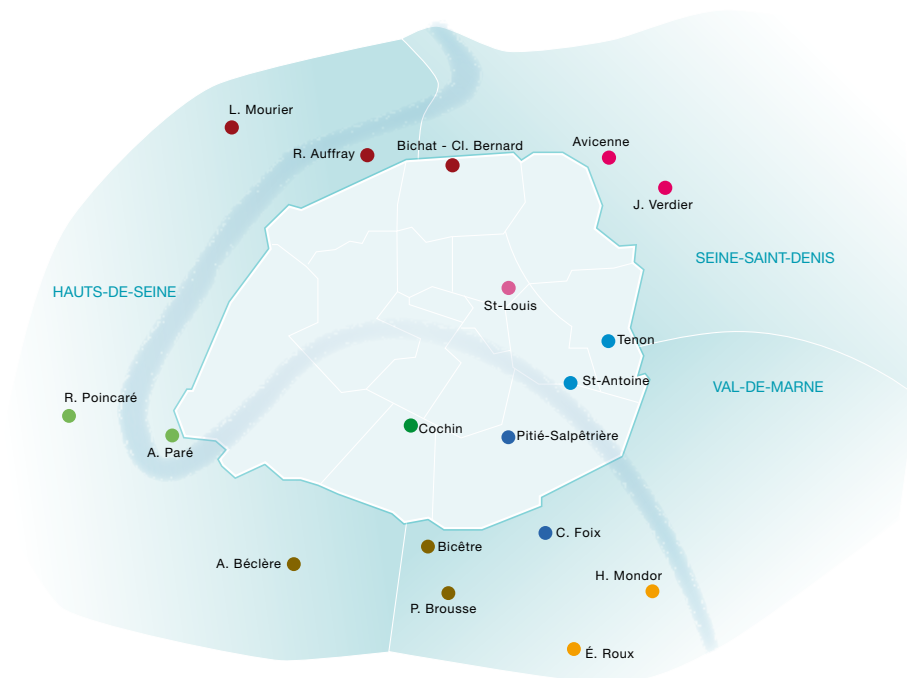 L. Mourier
R. Auffray
Bichat - Cl. Bernard
Avicenne
J. Verdier
SEINE-SAINT-DENIS
HAUTS-DE-SEINE
St-Louis
Tenon
St-Antoine
VAL-DE-MARNE
R. Poincaré
A. Paré
Cochin
Pitié-Salpêtrière
C. Foix
Bicêtre
A. Béclère
H. Mondor
P. Brousse
É. Roux